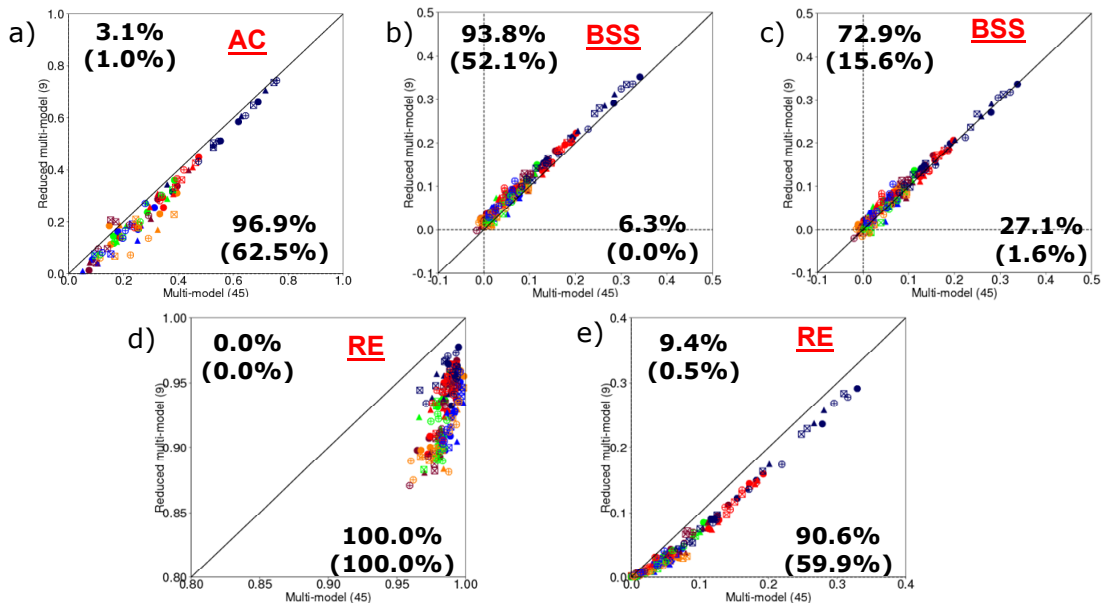 a)
3.1%
(1.0%)
AC
96.9%
(62.5%)
Reduced multi-model (9)
1.0
0.8
0.6
0.4
0.2
0.0
0.0 0.2 0.4 0.6 0.8 1.0
Multi-model (45)
b)
93.8%
(52.1%)
BSS
6.3%
(0.0%)
Reduced multi-model (9)
0.5
0.4
0.3
0.2
0.1
0.0
-0.1
-0.1 0.0 0.1 0.2 0.3 0.4 0.5
Multi-model (45)
c)
72.9%
(15.6%)
BSS
27.1%
(1.6%)
Reduced multi-model (9)
0.5
0.4
0.3
0.2
0.1
0.0
-0.1
-0.1 0.0 0.1 0.2 0.3 0.4 0.5
Multi-model (45)
d)
0.0%
(0.0%)
RE
100.0%
(100.0%)
Reduced multi-model (9)
1.00
0.95
0.90
0.85
0.80
0.80 0.85 0.90 0.95 1.00
Multi-model (45)
e)
9.4%
(0.5%)
RE
90.6%
(59.9%)
Reduced multi-model (9)
0.4
0.3
0.2
0.1
0.0
0.0 0.1 0.2 0.3 0.4
Multi-model (45)